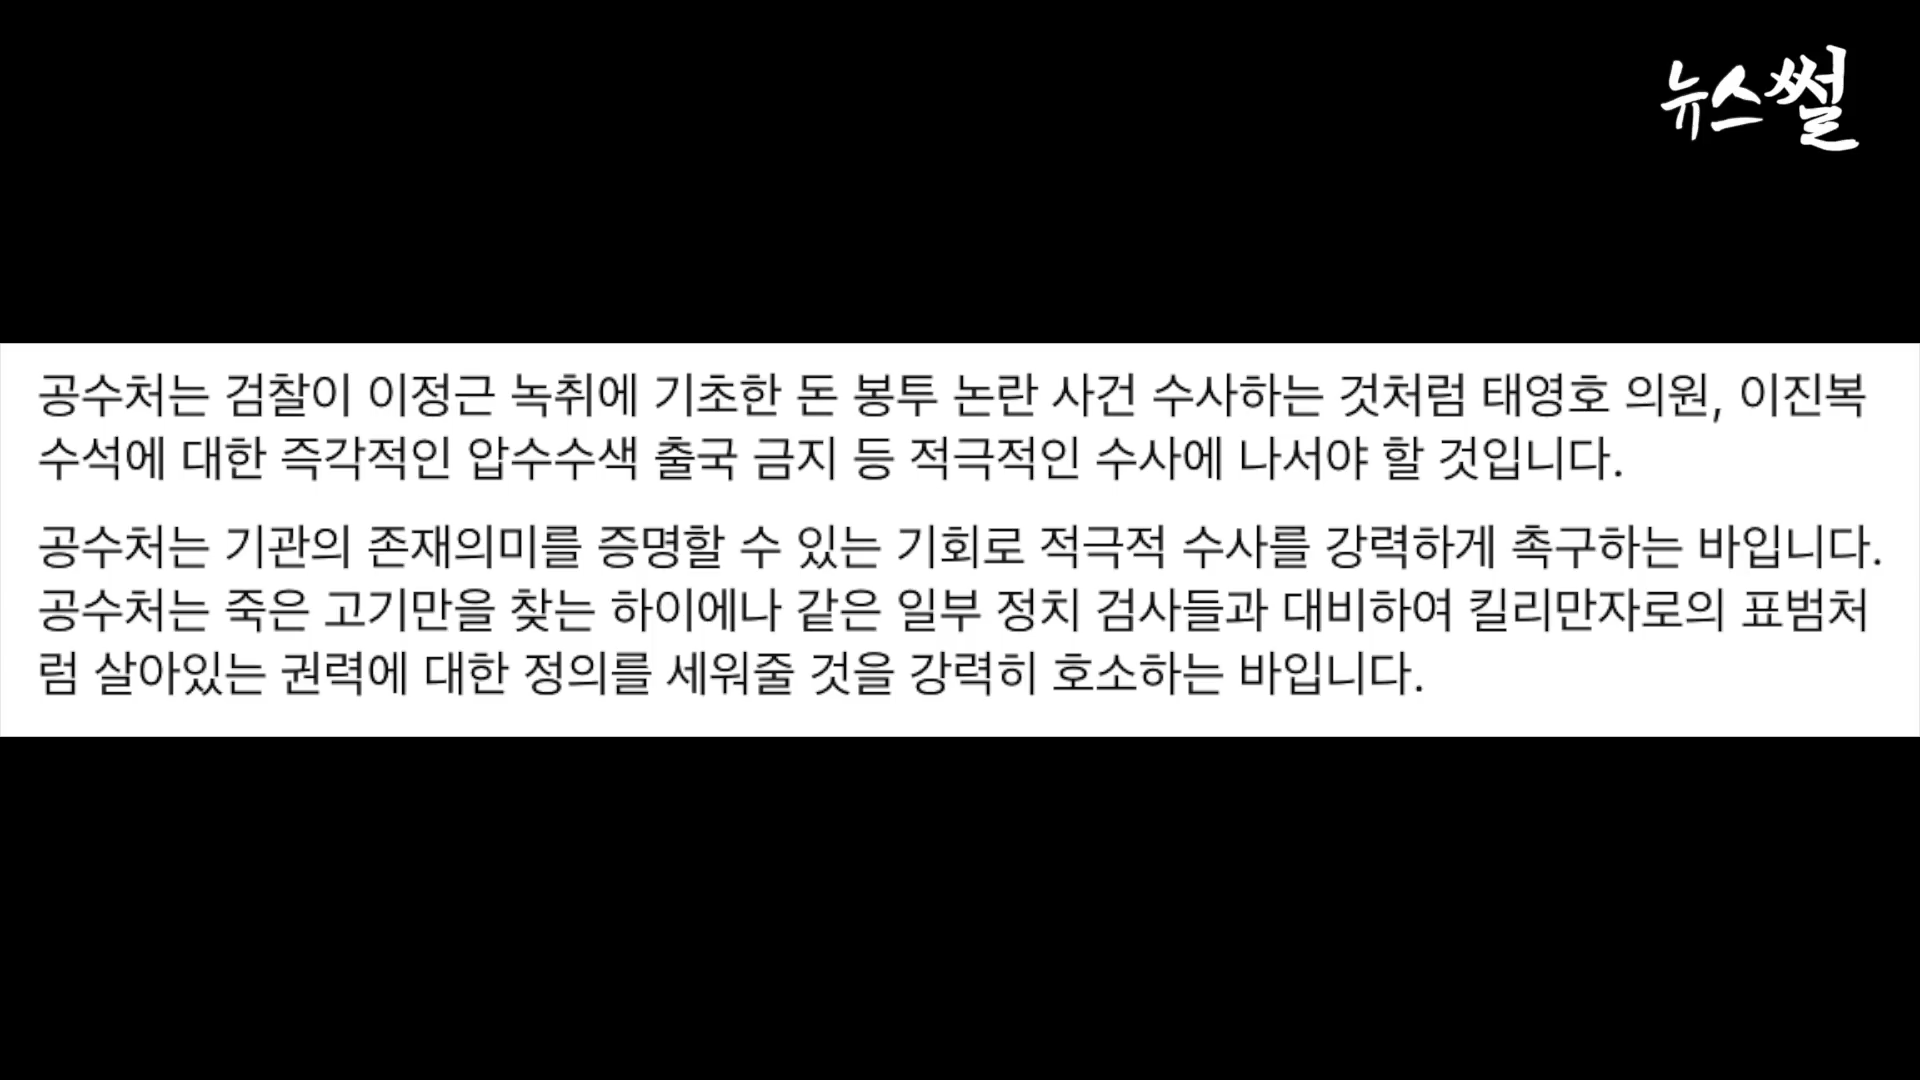 뉴스썰
공수처는 검찰이 이정근 녹취에 기초한 돈 봉투 논란 사건 수사하는 것처럼 태영호 의원, 이진복
수석에 대한 즉각적인 압수수색 출국 금지 등 적극적인 수사에 나서야 할 것입니다.
공수처는 기관의 존재의미를 증명할 수 있는 기회로 적극적 수사를 강력하게 촉구하는 바입니다.
공수처는 죽은 고기만을 찾는 하이에나 같은 일부 정치 검사들과 대비하여 킬리만자로의 표범처
럼 살아있는 권력에 대한 정의를 세워줄 것을 강력히 호소하는 바입니다.